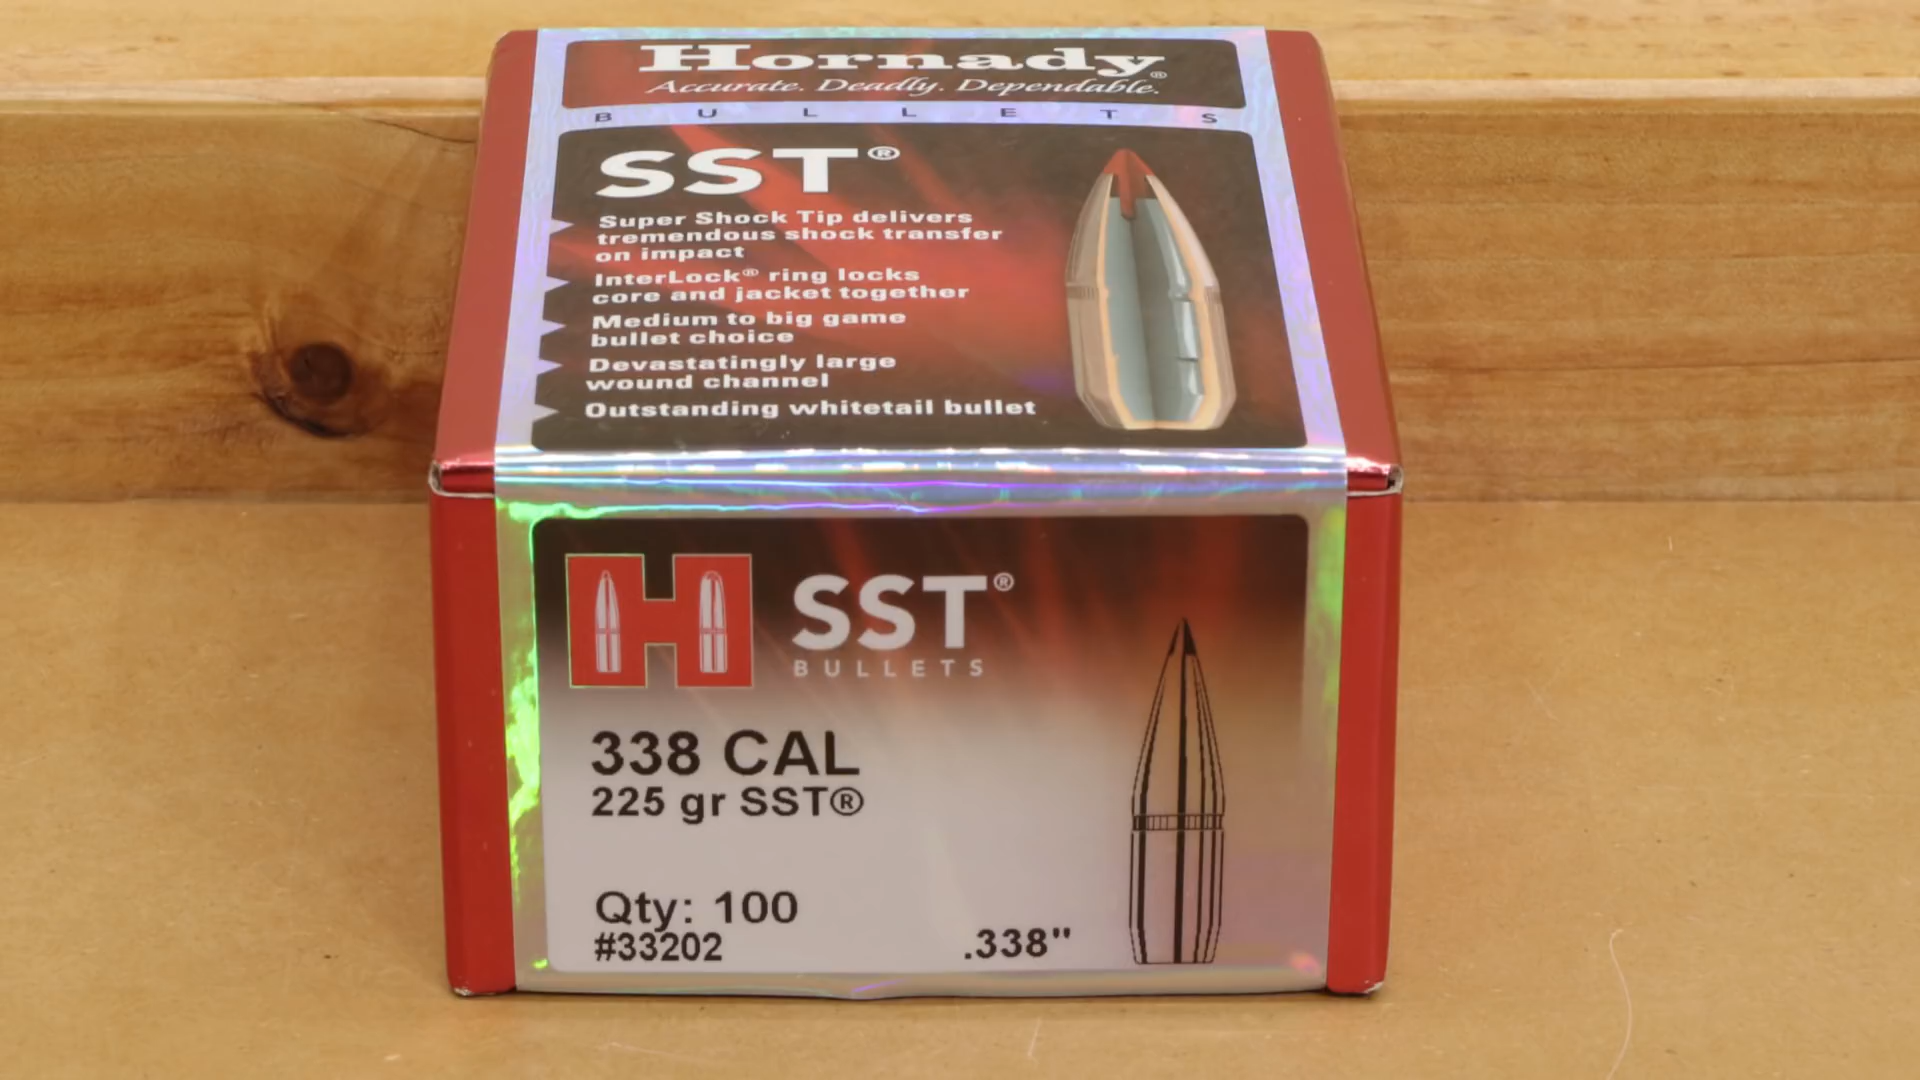 Hornady®
Accurate. Deadly. Dependable.
BULLETS
SST®
Super Shock Tip delivers
tremendous shock transfer
on impact
InterLock® ring locks
core and jacket together
Medium to big game
bullet choice
Devastatingly large
wound channel
Outstanding whitetail bullet
H SST®
BULLETS
338 CAL
225 gr SST®
Qty: 100
#33202
.338"